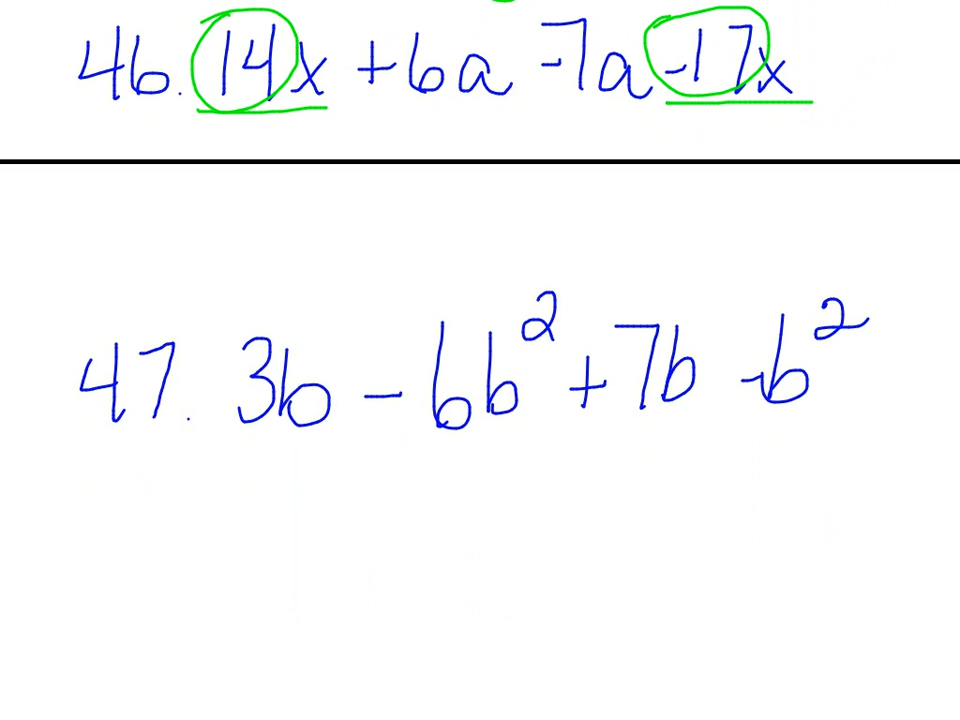 46. 14x + 6a - 7a - 17x
47. 3b - 6b² + 7b - b²